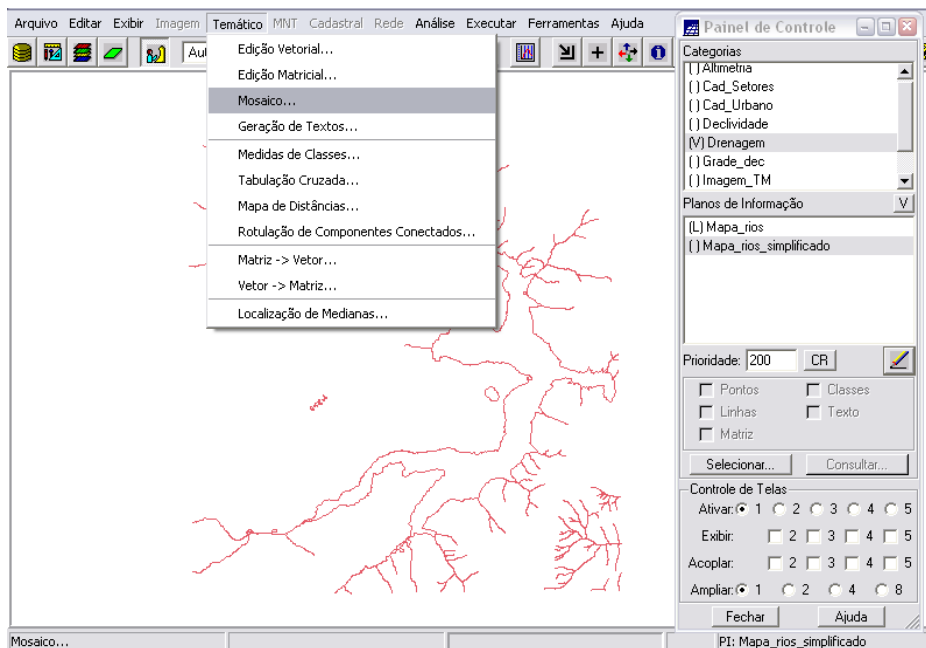 Arquivo Editar Exibir Imagem Temático MNT Cadastral Rede Análise Executar Ferramentas Ajuda
Edição Vetorial...
Edição Matricial...
Mosaico...
Geração de Textos...
Medidas de Classes...
Tabulação Cruzada...
Mapa de Distâncias...
Rotulação de Componentes Conectados...
Matriz -> Vetor...
Vetor -> Matriz...
Localização de Medianas...
Painel de Controle
Categorias
( ) Altimetria
( ) Cad_Setores
( ) Cad_Urbano
( ) Declividade
(V) Drenagem
( ) Grade_dec
( ) Imagem_TM
Planos de Informação V
(L) Mapa_rios
( ) Mapa_rios_simplificado
Prioridade: 200 CR
Pontos Classes
Linhas Texto
Matriz
Selecionar... Consultar...
Controle de Telas
Ativar: 1 2 3 4 5
Exibir: 2 3 4 5
Acoplar: 2 3 4 5
Ampliar: 1 2 4 8
Fechar Ajuda
Mosaico... PI: Mapa_rios_simplificado